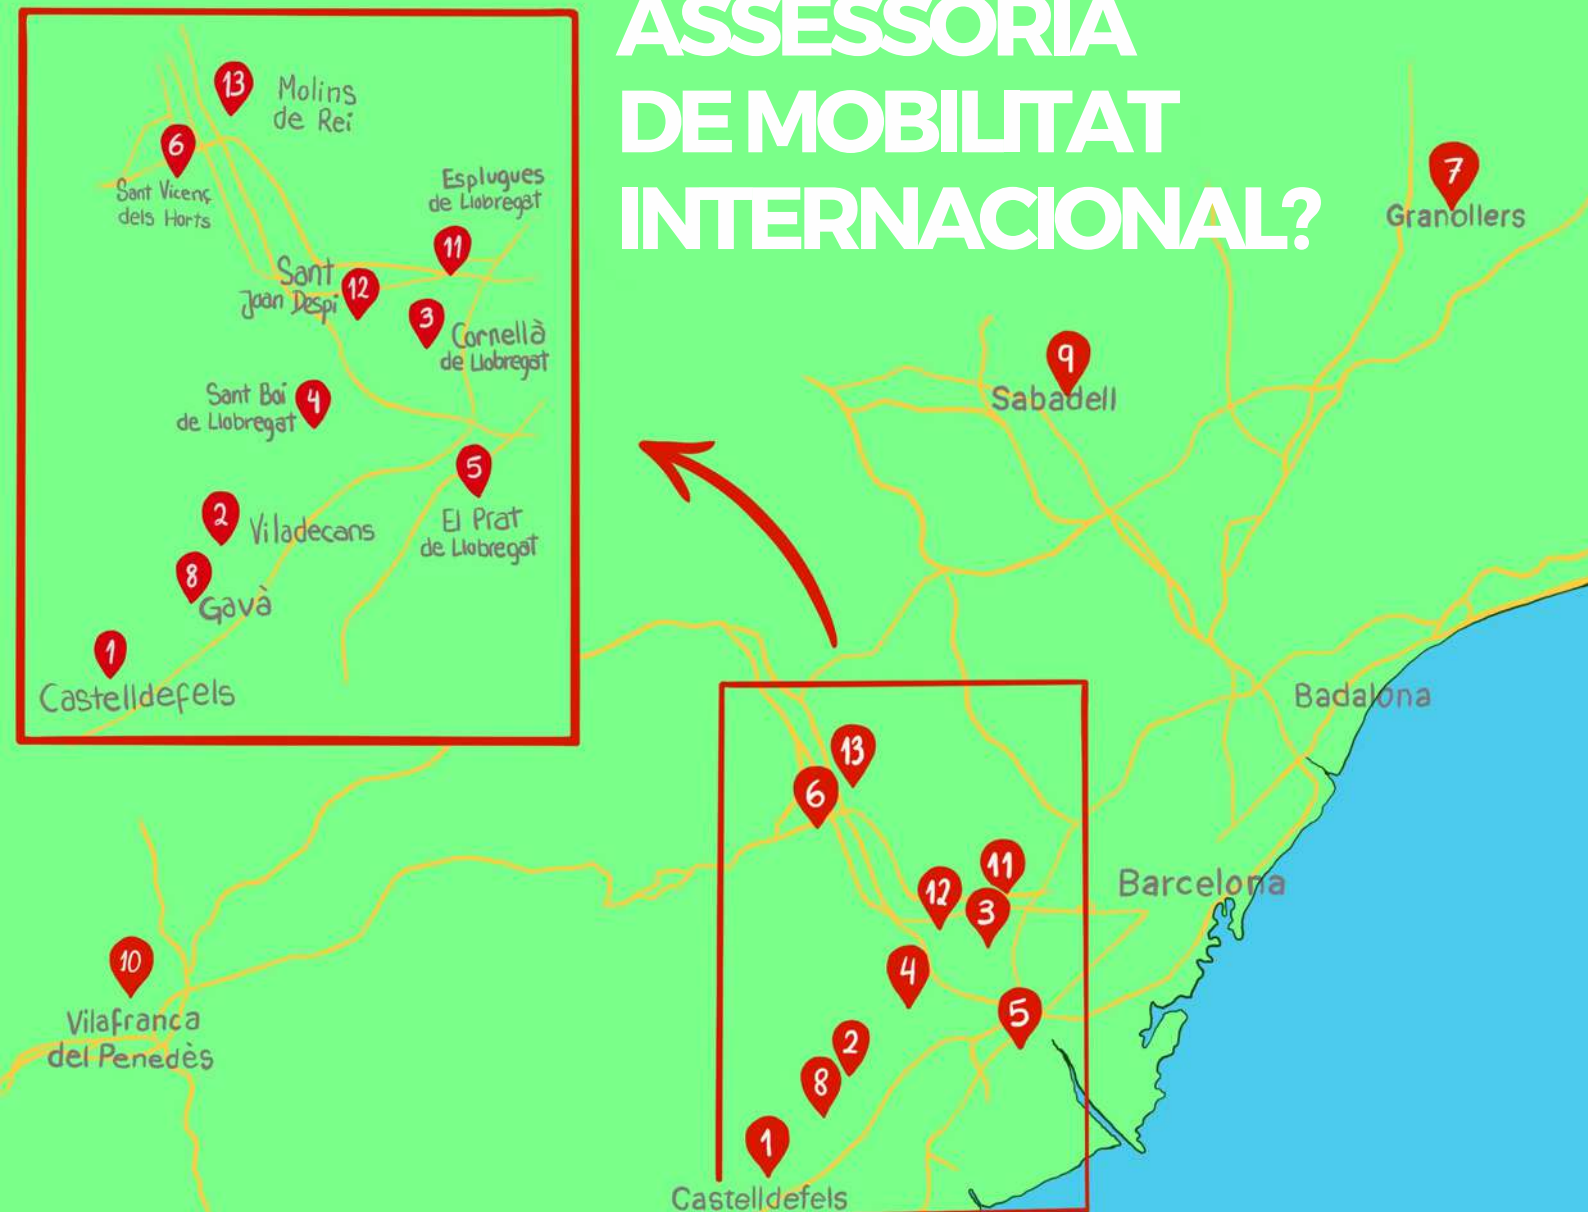 ASSESSORIA
DE MOBILITAT
INTERNACIONAL?
13
Molins
de Rei
6
Sant Vicenç
dels Horts
Esplugues
de Llobregat
11
Sant
Joan Despi
12
3
Cornellà
de Llobregat
Sant Boi
de Llobregat
4
5
El Prat
de Llobregat
2
Viladecans
8
Gavà
1
Castelldefels
7
Granollers
9
Sabadell
Badalona
13
6
11
12
3
Barcelona
4
5
10
Vilafranca
del Penedès
2
8
1
Castelldefels